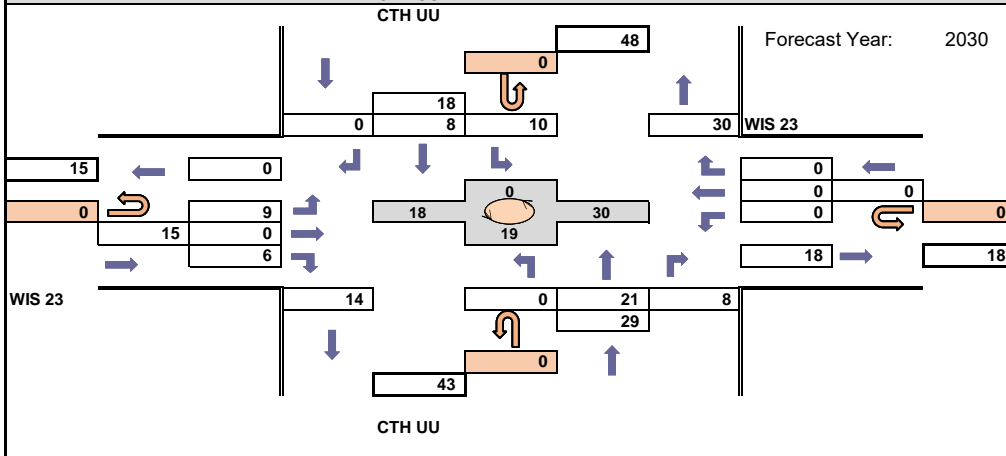 CTH UU
48
Forecast Year: 2030
0
18
0 8 10 30 WIS 23
15 0 0
0 0
0 9 18 0 30 0 0
15 0 19
6 18 18
WIS 23 14 0 21 8
29
0
43
CTH UU